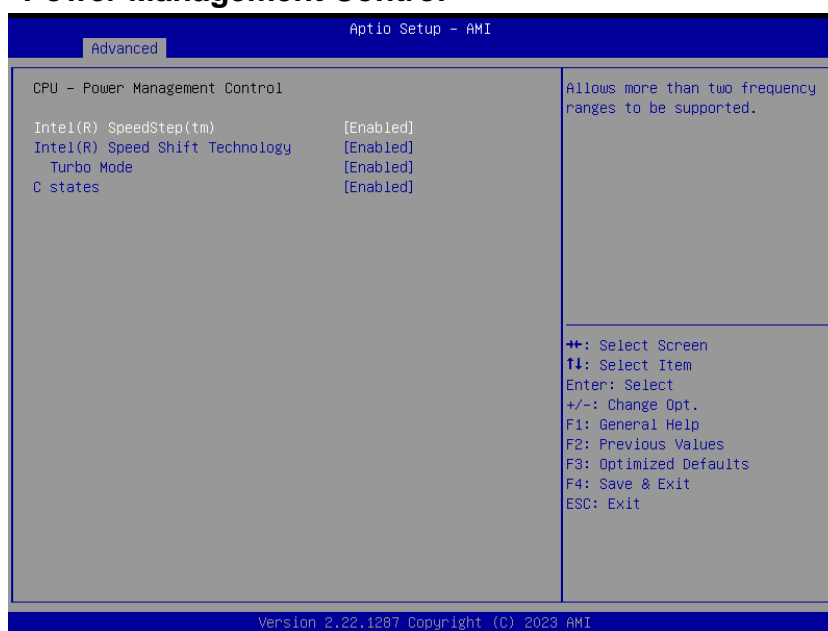 Power Management Control
Aptio Setup – AMI
Advanced
CPU – Power Management Control
Intel(R) SpeedStep(tm) [Enabled]
Intel(R) Speed Shift Technology [Enabled]
Turbo Mode [Enabled]
C states [Enabled]
Allows more than two frequency
ranges to be supported.
→←: Select Screen
↑↓: Select Item
Enter: Select
+/-: Change Opt.
F1: General Help
F2: Previous Values
F3: Optimized Defaults
F4: Save & Exit
ESC: Exit
Version 2.22.1287 Copyright (C) 2023 AMI